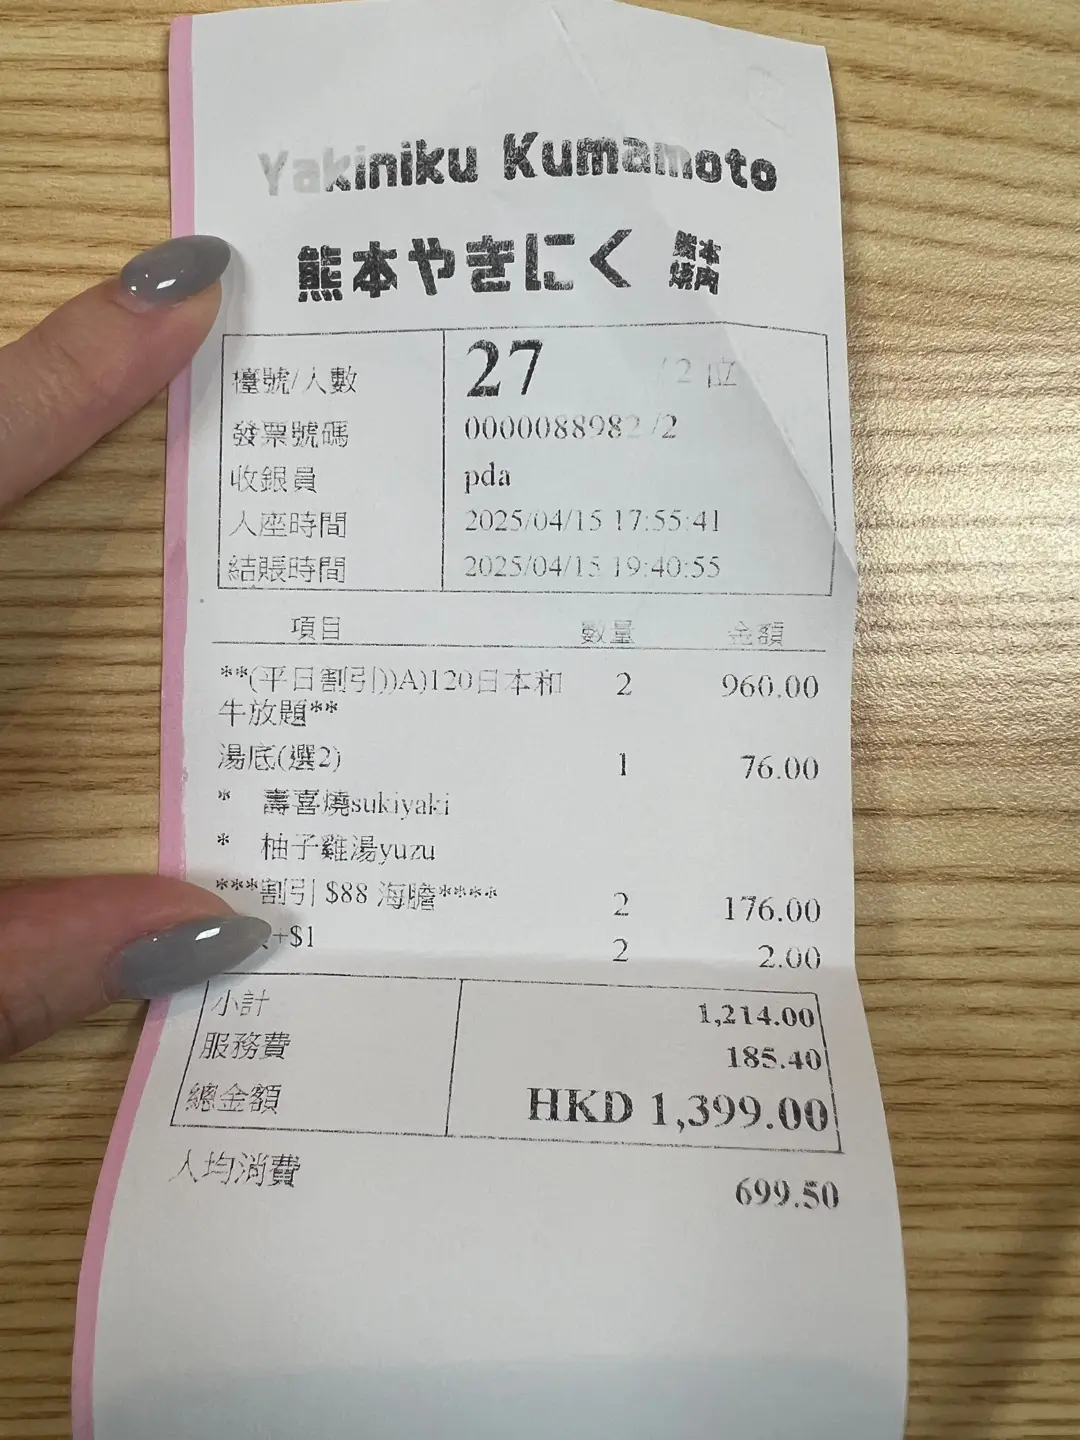 Yakiniku Kumamoto
熊本やきにく 熊本焼肉
檯號/人數 27 /2 位
發票號碼 0000088982 /2
收銀員 pda
入座時間 2025/04/15 17:55:41
結賬時間 2025/04/15 19:40:55
項目 數量 金額
**(平日割引))A)120日本和 2 960.00
牛放題**
湯底(選2) 1 76.00
* 壽喜燒sukiyaki
* 柚子雞湯yuzu
***割引 $88 海膽**** 2 176.00
+$1 2 2.00
小計 1,214.00
服務費 185.40
總金額 HKD 1,399.00
人均消費 699.50